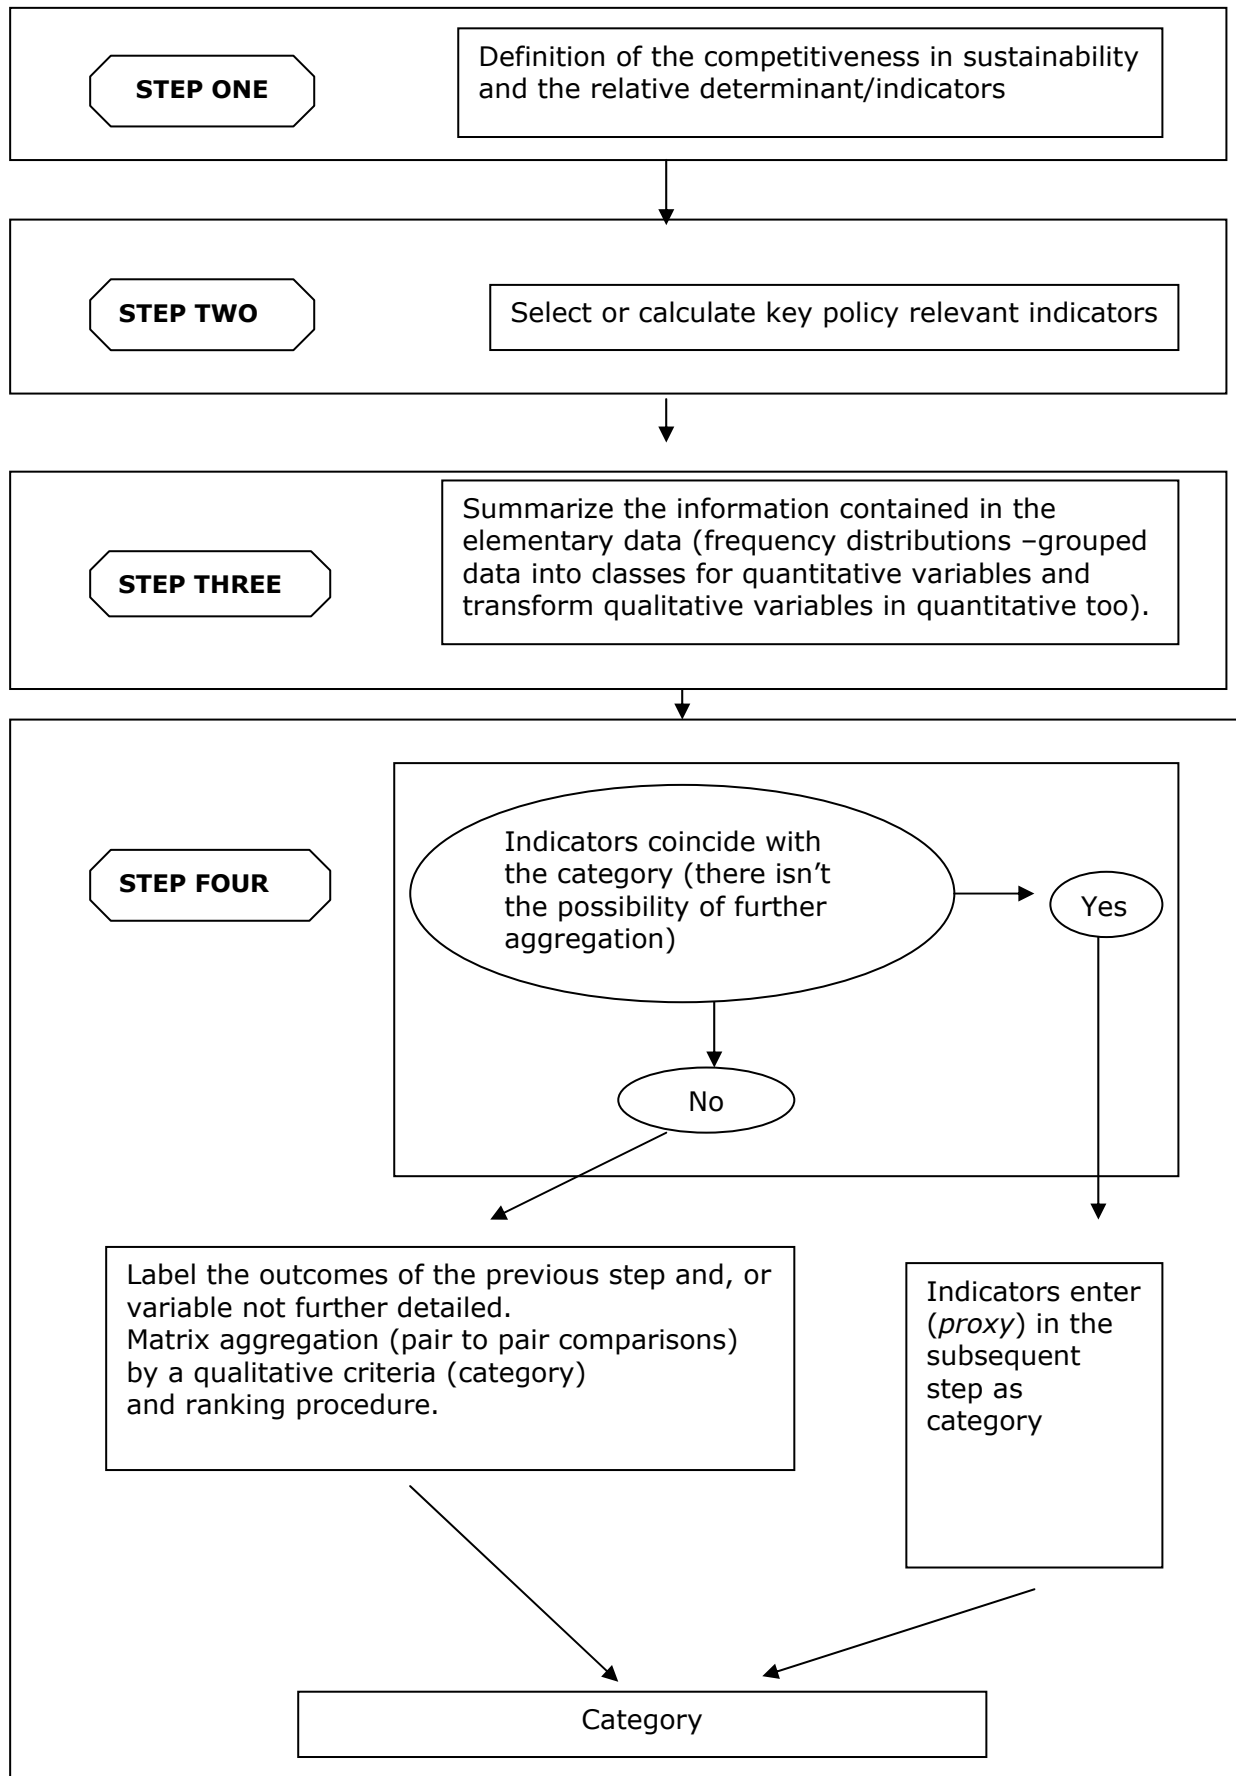 STEP ONE
Definition of the competitiveness in sustainability
and the relative determinant/indicators
STEP TWO
Select or calculate key policy relevant indicators
STEP THREE
Summarize the information contained in the
elementary data (frequency distributions –grouped
data into classes for quantitative variables and
transform qualitative variables in quantitative too).
STEP FOUR
Indicators coincide with
the category (there isn’t
the possibility of further
aggregation)
Yes
No
Label the outcomes of the previous step and, or
variable not further detailed.
Matrix aggregation (pair to pair comparisons)
by a qualitative criteria (category)
and ranking procedure.
Indicators enter
(proxy) in the
subsequent
step as
category
Category